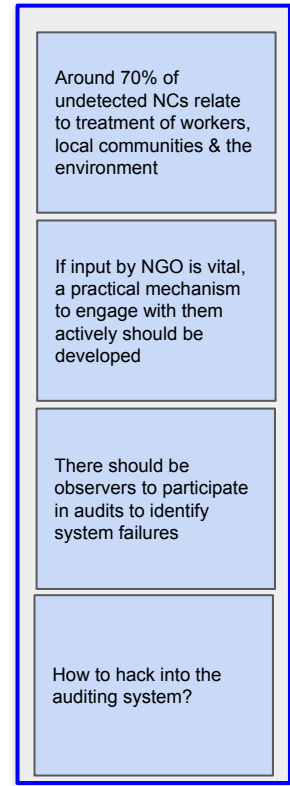 Around 70% of
undetected NCs relate
to treatment of workers,
local communities & the
environment
If input by NGO is vital,
a practical mechanism
to engage with them
actively should be
developed
There should be
observers to participate
in audits to identify
system failures
How to hack into the
auditing system?